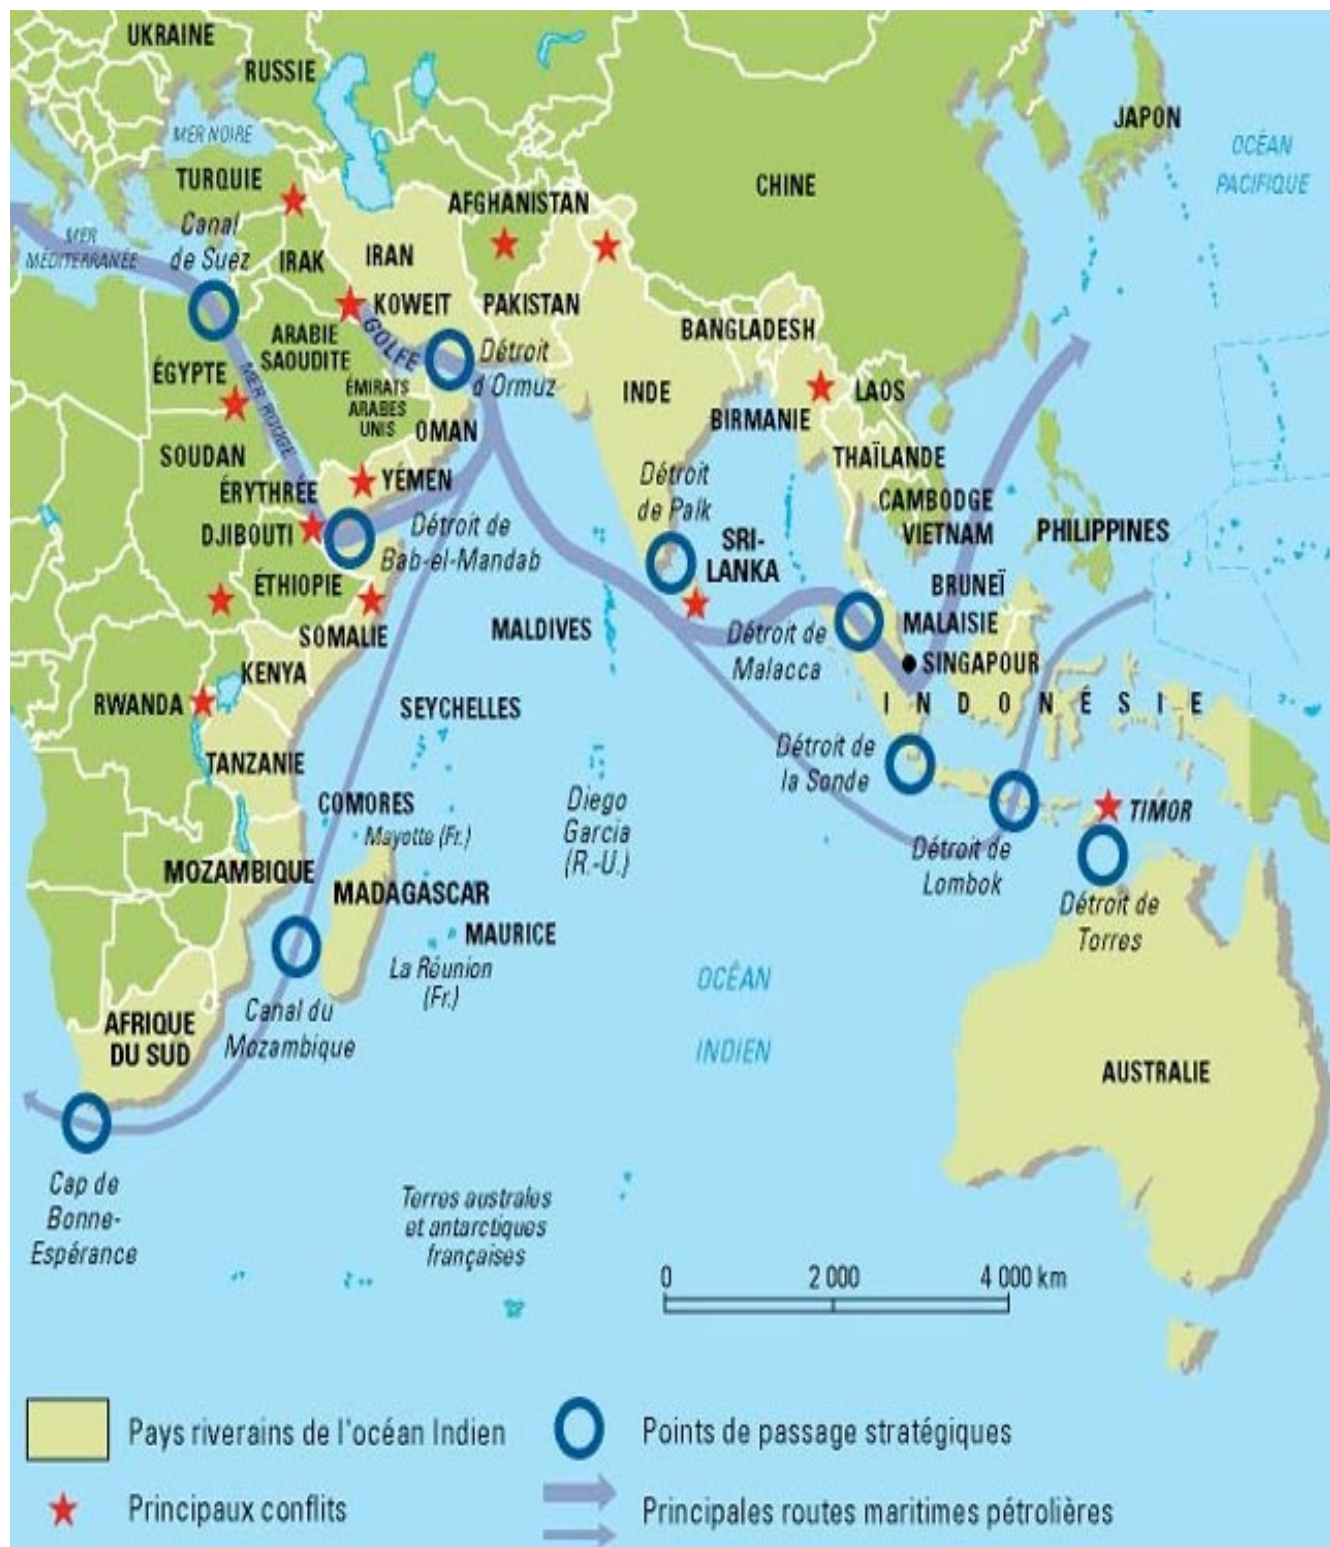 UKRAINE
RUSSIE
JAPON
MER NOIRE
OCÉAN
PACIFIQUE
TURQUIE
CHINE
AFGHANISTAN
Canal
de Suez
MER
MÉDITERRANÉE
IRAK
IRAN
KOWEIT
PAKISTAN
GOLFE
ARABIE
SAOUDITE
BANGLADESH
Détroit
d'Ormuz
ÉGYPTE
MER ROUGE
ÉMIRATS
ARABES
UNIS
OMAN
INDE
BIRMANIE
LAOS
SOUDAN
THAÏLANDE
ÉRYTHRÉE
YÉMEN
Détroit
de Palk
CAMBODGE
VIETNAM
PHILIPPINES
DJIBOUTI
Détroit de
Bab-el-Mandab
SRI-
LANKA
ÉTHIOPIE
BRUNEÏ
MALAISIE
SOMALIE
MALDIVES
Détroit de
Malacca
SINGAPOUR
KENYA
RWANDA
SEYCHELLES
INDONÉSIE
TANZANIE
Détroit de
la Sonde
COMORES
Mayotte (Fr.)
Diego
Garcia
(R.-U.)
TIMOR
Détroit de
Lombok
MOZAMBIQUE
MADAGASCAR
Détroit de
Torres
MAURICE
La Réunion
(Fr.)
OCÉAN
INDIEN
Canal du
Mozambique
AFRIQUE
DU SUD
AUSTRALIE
Cap de
Bonne-
Espérance
Terres australes
et antarctiques
françaises
0 2 000 4 000 km
Pays riverains de l'océan Indien
Points de passage stratégiques
Principaux conflits
Principales routes maritimes pétrolières